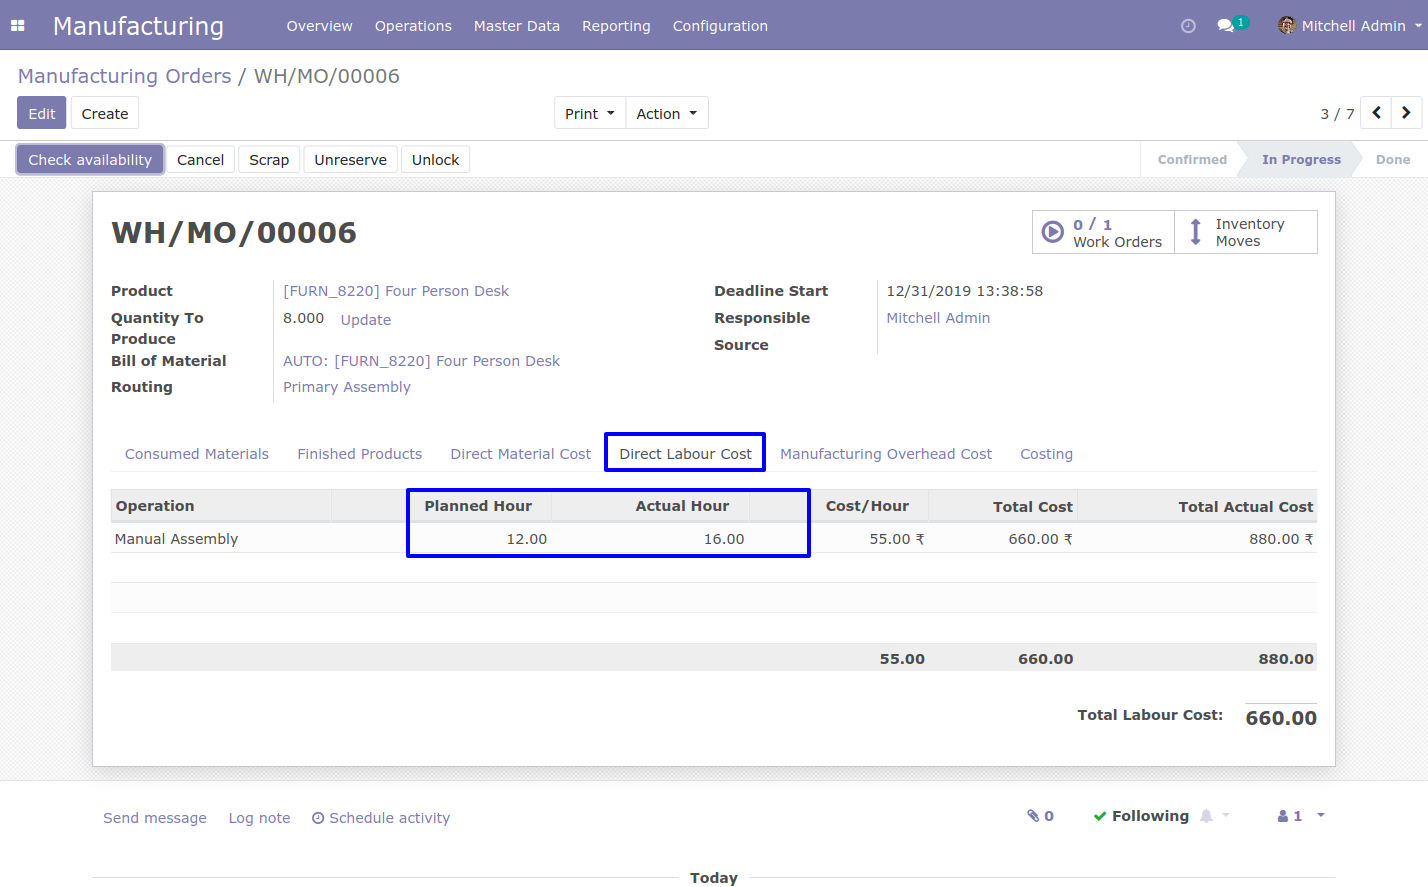 Manufacturing Overview Operations Master Data Reporting Configuration 1 Mitchell Admin
Manufacturing Orders / WH/MO/00006
Edit Create Print Action 3 / 7
Check availability Cancel Scrap Unreserve Unlock Confirmed In Progress Done
WH/MO/00006
0 / 1
Work Orders
Inventory
Moves
Product [FURN_8220] Four Person Desk
Quantity To
Produce
8.000 Update
Bill of Material AUTO: [FURN_8220] Four Person Desk
Routing Primary Assembly
Deadline Start 12/31/2019 13:38:58
Responsible Mitchell Admin
Source
Consumed Materials Finished Products Direct Material Cost Direct Labour Cost Manufacturing Overhead Cost Costing
Operation Planned Hour Actual Hour Cost/Hour Total Cost Total Actual Cost
Manual Assembly 12.00 16.00 55.00 ₹ 660.00 ₹ 880.00 ₹
55.00 660.00 880.00
Total Labour Cost: 660.00
Send message Log note Schedule activity 0 Following 1
Today